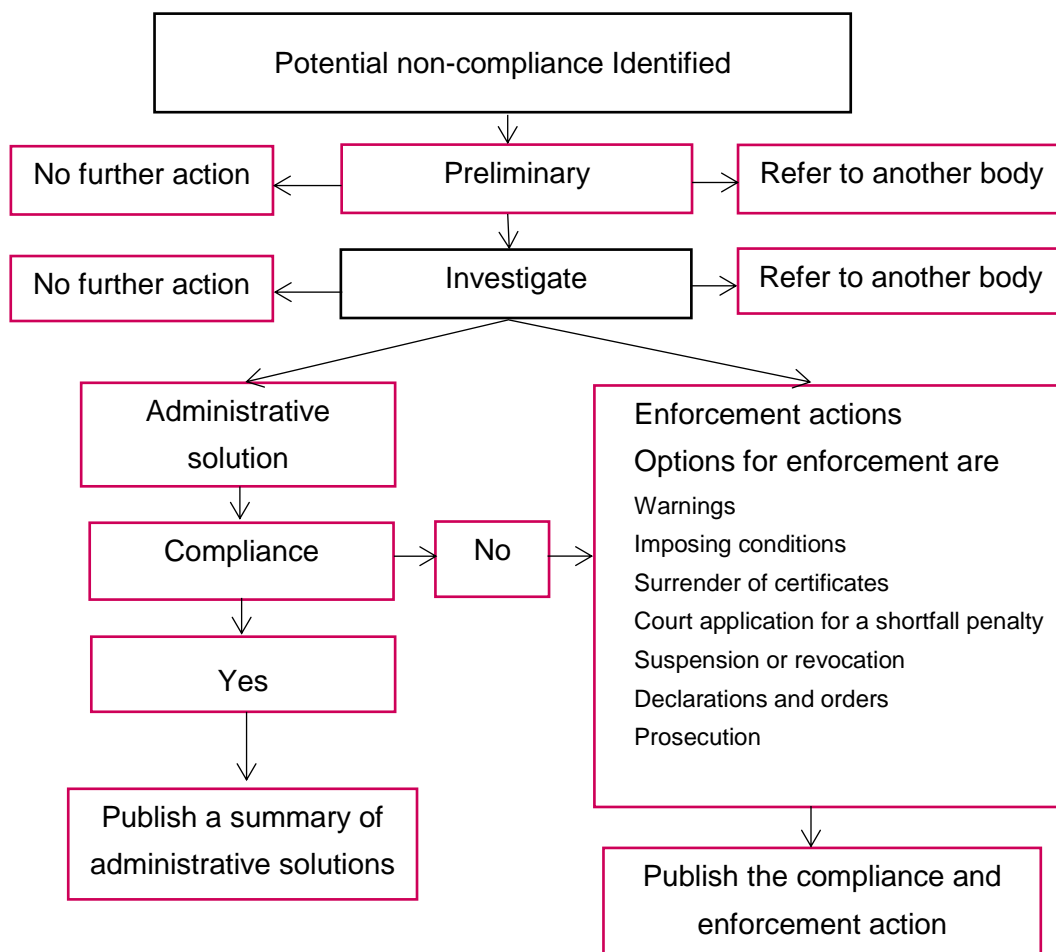 Potential non-compliance Identified
No further action
Preliminary
Refer to another body
No further action
Investigate
Refer to another body
Administrative
solution
Compliance
No
Yes
Publish a summary of
administrative solutions
Enforcement actions
Options for enforcement are
Warnings
Imposing conditions
Surrender of certificates
Court application for a shortfall penalty
Suspension or revocation
Declarations and orders
Prosecution
Publish the compliance and
enforcement action